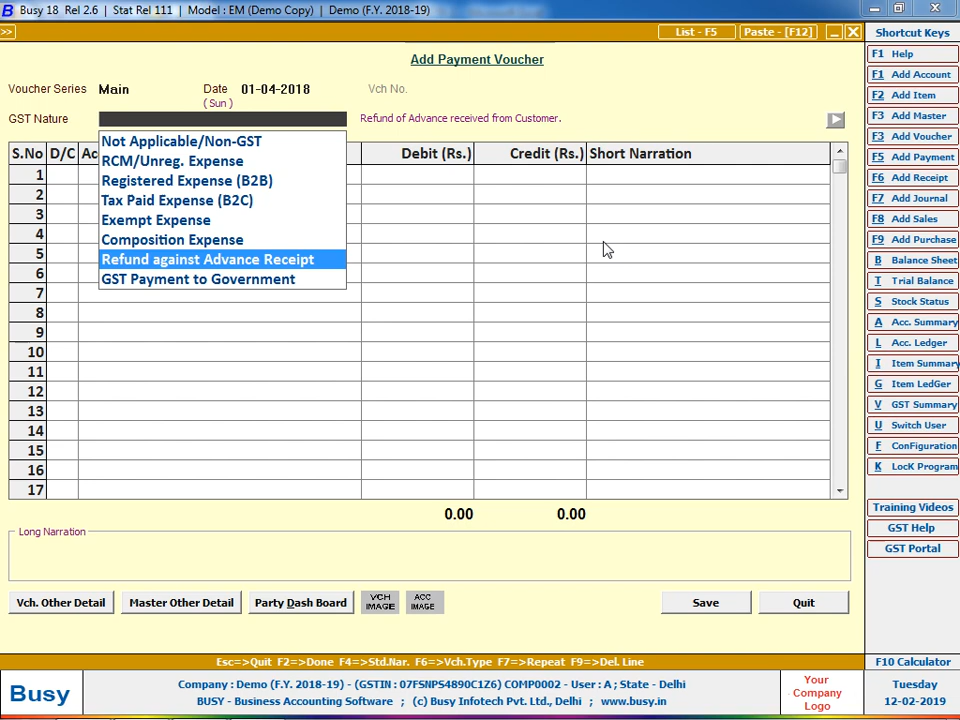 B Busy 18 Rel 2.6 | Stat Rel 111 | Model : EM (Demo Copy) | Demo (F.Y. 2018-19)
>> List - F5 Paste - [F12]
Add Payment Voucher
Voucher Series Main Date 01-04-2018 Vch No.
( Sun )
GST Nature Refund of Advance received from Customer.
Not Applicable/Non-GST
RCM/Unreg. Expense
Registered Expense (B2B)
Tax Paid Expense (B2C)
Exempt Expense
Composition Expense
Refund against Advance Receipt
GST Payment to Government
S.No D/C Ac Debit (Rs.) Credit (Rs.) Short Narration
1
2
3
4
5
6
7
8
9
10
11
12
13
14
15
16
17
0.00 0.00
Long Narration
Vch. Other Detail Master Other Detail Party Dash Board VCH IMAGE ACC IMAGE Save Quit
Esc=>Quit F2=>Done F4=>Std.Nar. F6=>Vch.Type F7=>Repeat F9=>Del. Line
Busy
Company : Demo (F.Y. 2018-19) - (GSTIN : 07FSNPS4890C1Z6) COMP0002 - User : A ; State - Delhi
BUSY - Business Accounting Software ; (c) Busy Infotech Pvt. Ltd., Delhi ; www.busy.in
Your
Company
Logo
Shortcut Keys
F1 Help
F1 Add Account
F2 Add Item
F3 Add Master
F3 Add Voucher
F5 Add Payment
F6 Add Receipt
F7 Add Journal
F8 Add Sales
F9 Add Purchase
B Balance Sheet
T Trial Balance
S Stock Status
A Acc. Summary
L Acc. Ledger
I Item Summary
G Item LedGer
V GST Summary
U Switch User
F ConFiguration
K LocK Program
Training Videos
GST Help
GST Portal
F10 Calculator
Tuesday
12-02-2019